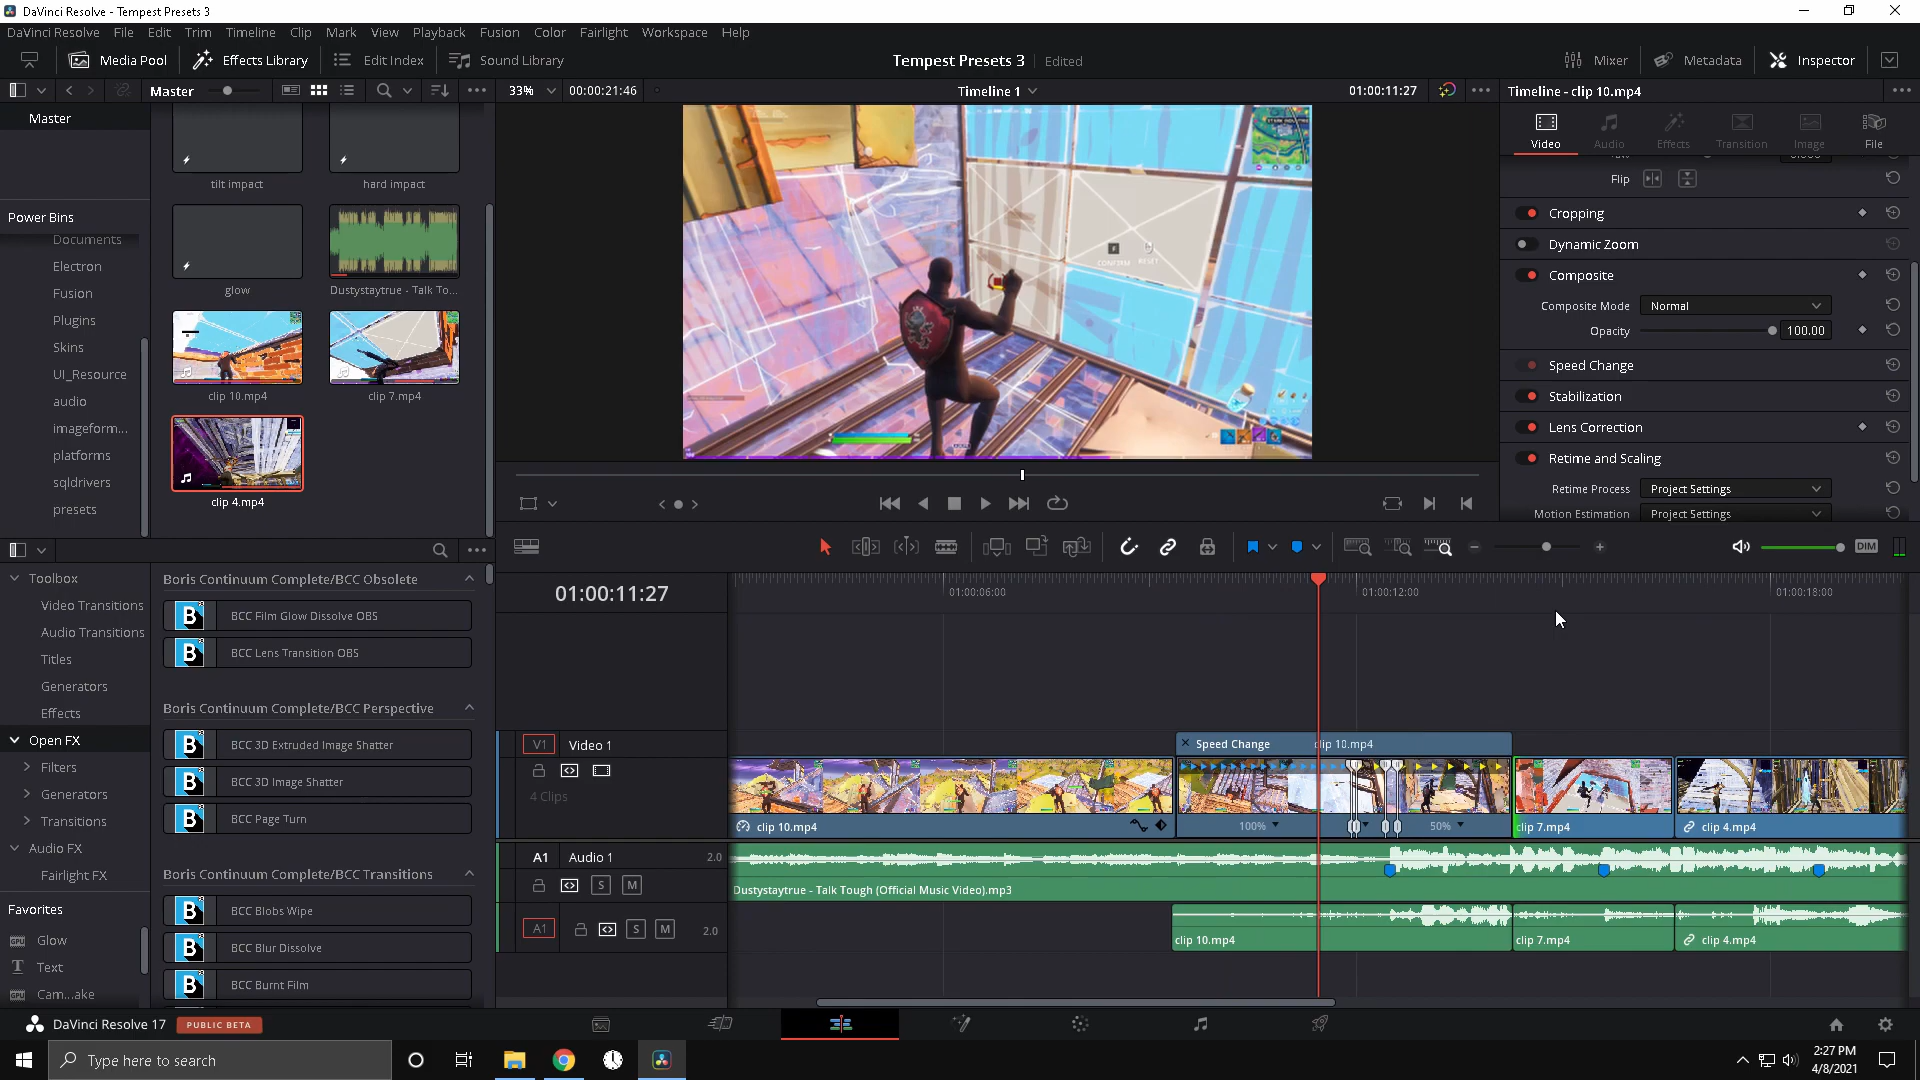 DaVinci Resolve - Tempest Presets 3
DaVinci Resolve File Edit Trim Timeline Clip Mark View Playback Fusion Color Fairlight Workspace Help
Media Pool Effects Library Edit Index Sound Library
Tempest Presets 3 Edited
Mixer Metadata Inspector
Master
33% 00:00:21:46 Timeline 1 01:00:11:27
Timeline - clip 10.mp4
Master
Power Bins
Documents
Electron
Fusion
Plugins
Skins
UI_Resource
audio
imageform...
platforms
sqldrivers
presets
tilt impact
hard impact
glow
Dustystaytrue - Talk To...
clip 10.mp4
clip 7.mp4
clip 4.mp4
CONFIRM RESET
Video Audio Effects Transition Image File
Flip
Cropping
Dynamic Zoom
Composite
Composite Mode Normal
Opacity 100.00
Speed Change
Stabilization
Lens Correction
Retime and Scaling
Retime Process Project Settings
Motion Estimation Project Settings
DIM
Toolbox
Video Transitions
Audio Transitions
Titles
Generators
Effects
Open FX
Filters
Generators
Transitions
Audio FX
Fairlight FX
Favorites
Glow
Text
Cam...ake
Boris Continuum Complete/BCC Obsolete
B BCC Film Glow Dissolve OBS
B BCC Lens Transition OBS
Boris Continuum Complete/BCC Perspective
B BCC 3D Extruded Image Shatter
B BCC 3D Image Shatter
B BCC Page Turn
Boris Continuum Complete/BCC Transitions
B BCC Blobs Wipe
B BCC Blur Dissolve
B BCC Burnt Film
01:00:11:27
01:00:06:00 01:00:12:00 01:00:18:00
V1 Video 1
4 Clips
Speed Change clip 10.mp4
clip 10.mp4
100% 50%
clip 7.mp4
clip 4.mp4
A1 Audio 1 2.0
S M
Dustystaytrue - Talk Tough (Official Music Video).mp3
A1 S M 2.0
clip 10.mp4
clip 7.mp4
clip 4.mp4
DaVinci Resolve 17 PUBLIC BETA
Type here to search
2:27 PM
4/8/2021